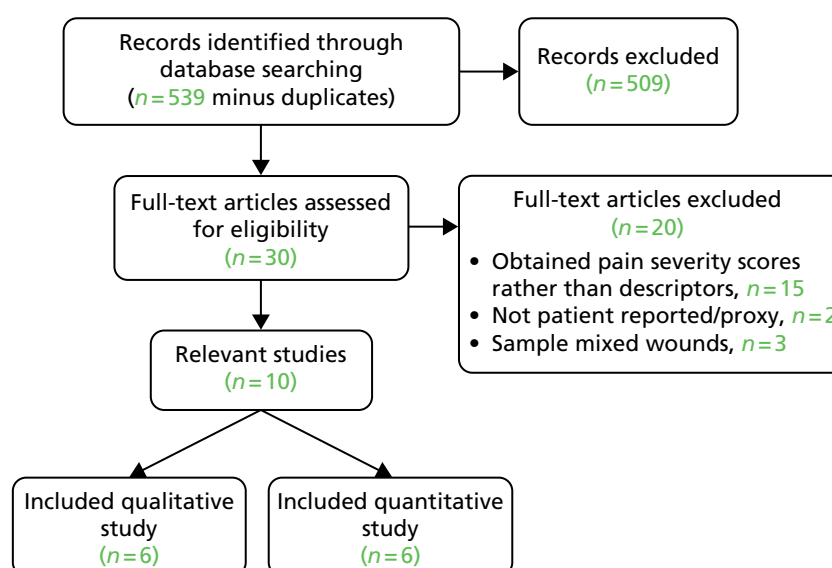 Records identified through
database searching
(n=539 minus duplicates)
Records excluded
(n=509)
Full-text articles assessed
for eligibility
(n=30)
Full-text articles excluded
(n=20)
• Obtained pain severity scores
rather than descriptors, n=15
• Not patient reported/proxy, n=2
• Sample mixed wounds, n=3
Relevant studies
(n=10)
Included qualitative
study
(n=6)
Included quantitative
study
(n=6)